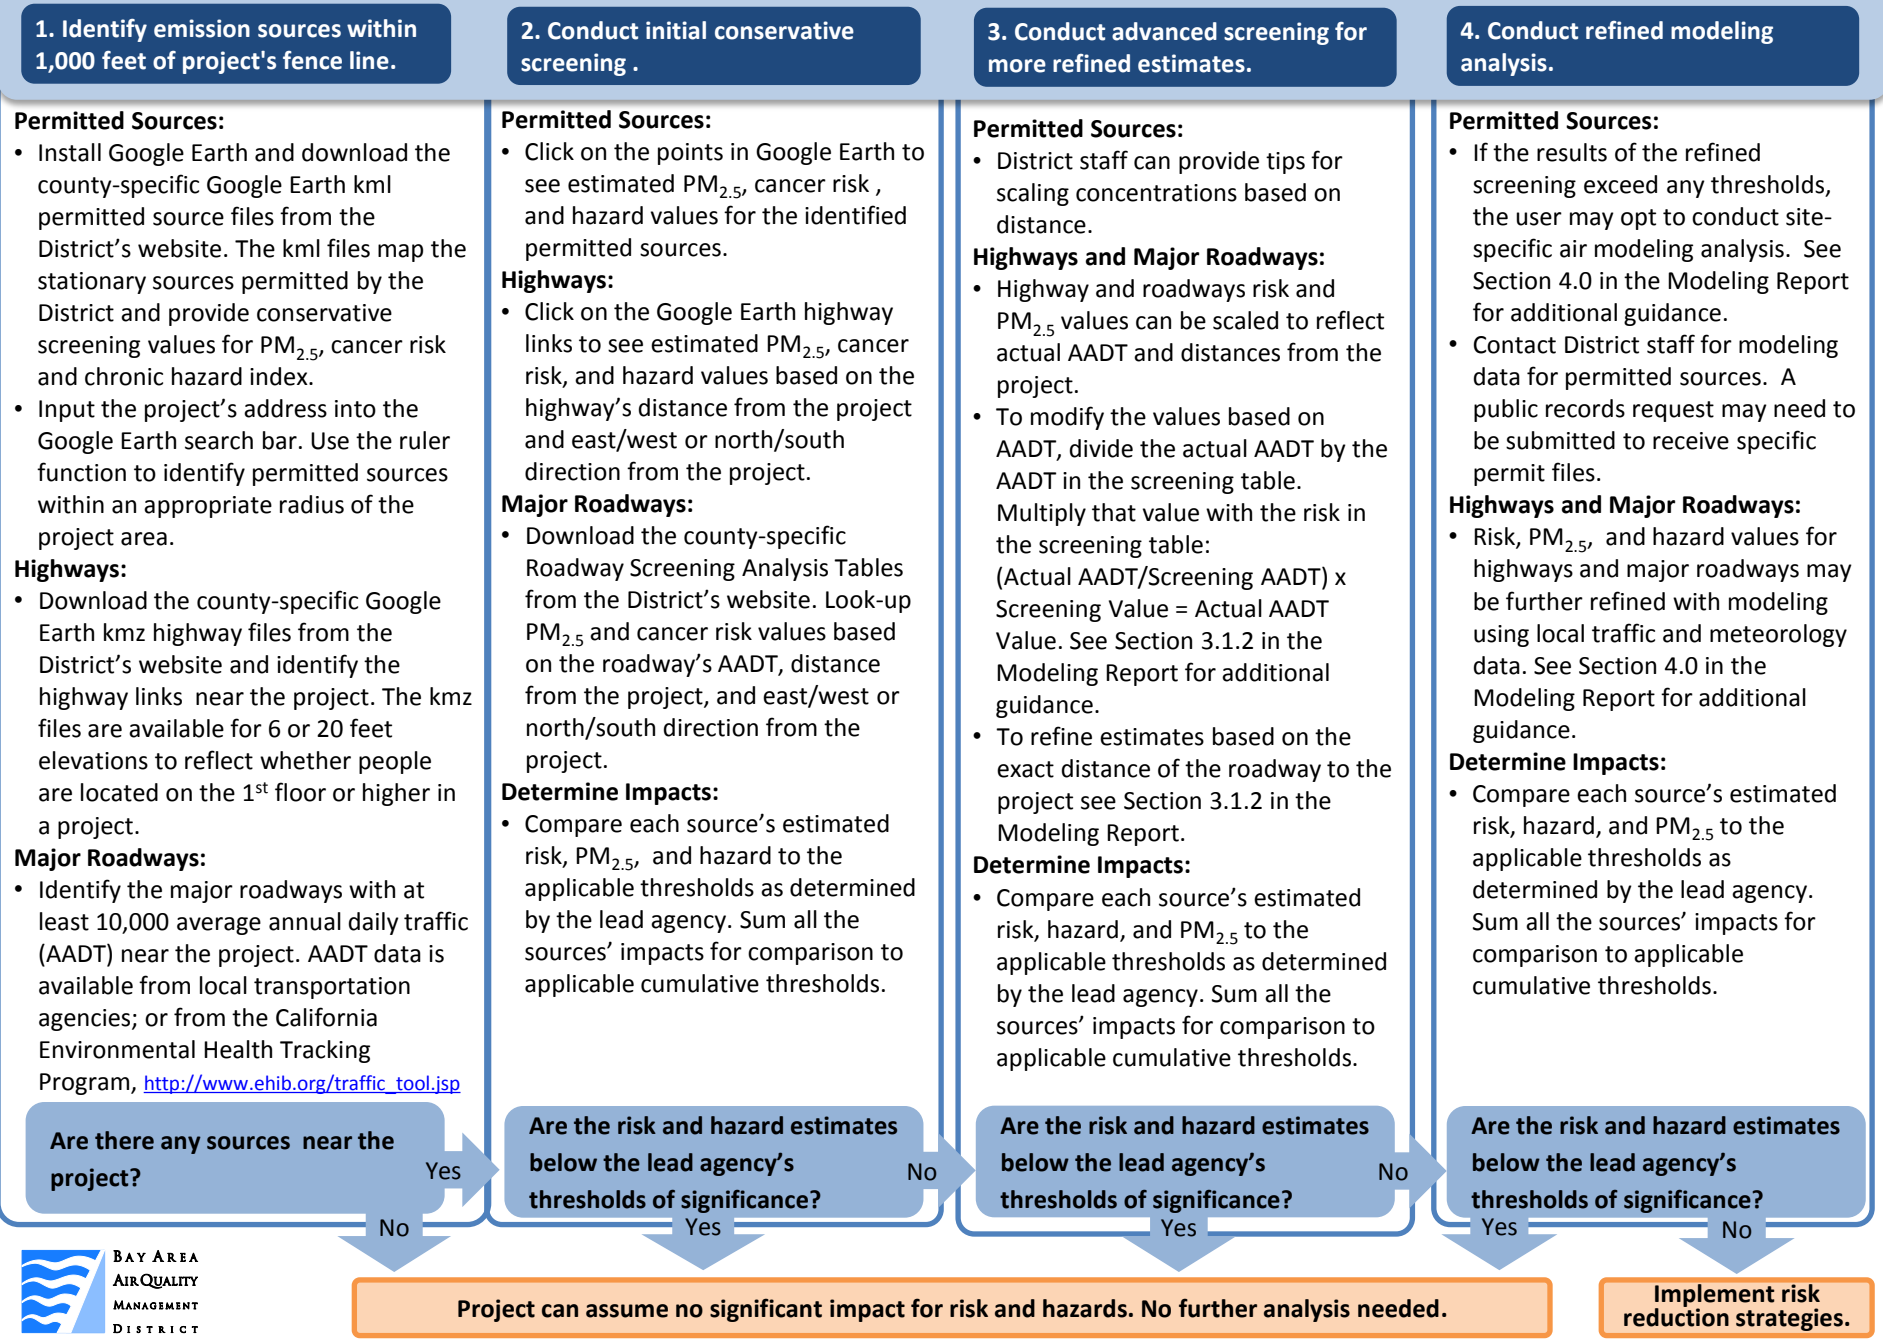 1. Identify emission sources within
1,000 feet of project's fence line.
Permitted Sources:
• Install Google Earth and download the
county-specific Google Earth kml
permitted source files from the
District’s website. The kml files map the
stationary sources permitted by the
District and provide conservative
screening values for PM2.5, cancer risk
and chronic hazard index.
• Input the project’s address into the
Google Earth search bar. Use the ruler
function to identify permitted sources
within an appropriate radius of the
project area.
Highways:
• Download the county-specific Google
Earth kmz highway files from the
District’s website and identify the
highway links near the project. The kmz
files are available for 6 or 20 feet
elevations to reflect whether people
are located on the 1st floor or higher in
a project.
Major Roadways:
• Identify the major roadways with at
least 10,000 average annual daily traffic
(AADT) near the project. AADT data is
available from local transportation
agencies; or from the California
Environmental Health Tracking
Program, http://www.ehib.org/traffic_tool.jsp
Are there any sources near the
project?
Yes
No
2. Conduct initial conservative
screening .
Permitted Sources:
• Click on the points in Google Earth to
see estimated PM2.5, cancer risk ,
and hazard values for the identified
permitted sources.
Highways:
• Click on the Google Earth highway
links to see estimated PM2.5, cancer
risk, and hazard values based on the
highway’s distance from the project
and east/west or north/south
direction from the project.
Major Roadways:
• Download the county-specific
Roadway Screening Analysis Tables
from the District’s website. Look-up
PM2.5 and cancer risk values based
on the roadway’s AADT, distance
from the project, and east/west or
north/south direction from the
project.
Determine Impacts:
• Compare each source’s estimated
risk, PM2.5, and hazard to the
applicable thresholds as determined
by the lead agency. Sum all the
sources’ impacts for comparison to
applicable cumulative thresholds.
Are the risk and hazard estimates
below the lead agency’s
thresholds of significance?
No
Yes
3. Conduct advanced screening for
more refined estimates.
Permitted Sources:
• District staff can provide tips for
scaling concentrations based on
distance.
Highways and Major Roadways:
• Highway and roadways risk and
PM2.5 values can be scaled to reflect
actual AADT and distances from the
project.
• To modify the values based on
AADT, divide the actual AADT by the
AADT in the screening table.
Multiply that value with the risk in
the screening table:
(Actual AADT/Screening AADT) x
Screening Value = Actual AADT
Value. See Section 3.1.2 in the
Modeling Report for additional
guidance.
• To refine estimates based on the
exact distance of the roadway to the
project see Section 3.1.2 in the
Modeling Report.
Determine Impacts:
• Compare each source’s estimated
risk, hazard, and PM2.5 to the
applicable thresholds as determined
by the lead agency. Sum all the
sources’ impacts for comparison to
applicable cumulative thresholds.
Are the risk and hazard estimates
below the lead agency’s
thresholds of significance?
No
Yes
4. Conduct refined modeling
analysis.
Permitted Sources:
• If the results of the refined
screening exceed any thresholds,
the user may opt to conduct site-
specific air modeling analysis. See
Section 4.0 in the Modeling Report
for additional guidance.
• Contact District staff for modeling
data for permitted sources. A
public records request may need to
be submitted to receive specific
permit files.
Highways and Major Roadways:
• Risk, PM2.5, and hazard values for
highways and major roadways may
be further refined with modeling
using local traffic and meteorology
data. See Section 4.0 in the
Modeling Report for additional
guidance.
Determine Impacts:
• Compare each source’s estimated
risk, hazard, and PM2.5 to the
applicable thresholds as
determined by the lead agency.
Sum all the sources’ impacts for
comparison to applicable
cumulative thresholds.
Are the risk and hazard estimates
below the lead agency’s
thresholds of significance?
Yes
No
BAY AREA
AIR QUALITY
MANAGEMENT
DISTRICT
Project can assume no significant impact for risk and hazards. No further analysis needed.
Implement risk
reduction strategies.